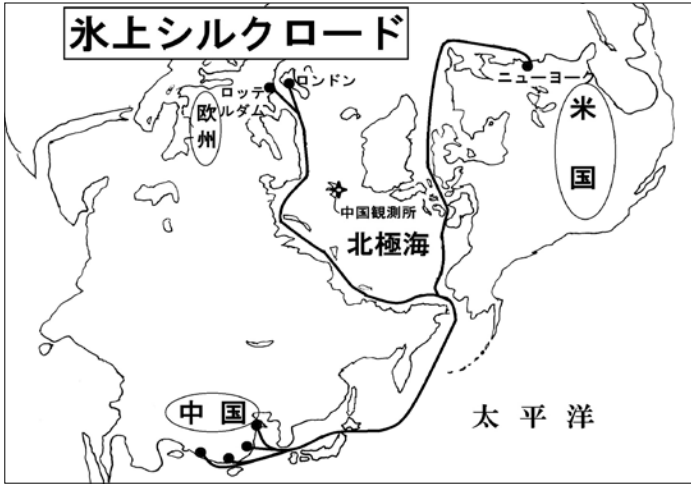 氷上シルクロード
ロンドン
ロッテ
ルダム
欧州
ニューヨーク
米国
中国観測所
北極海
中国
太平洋